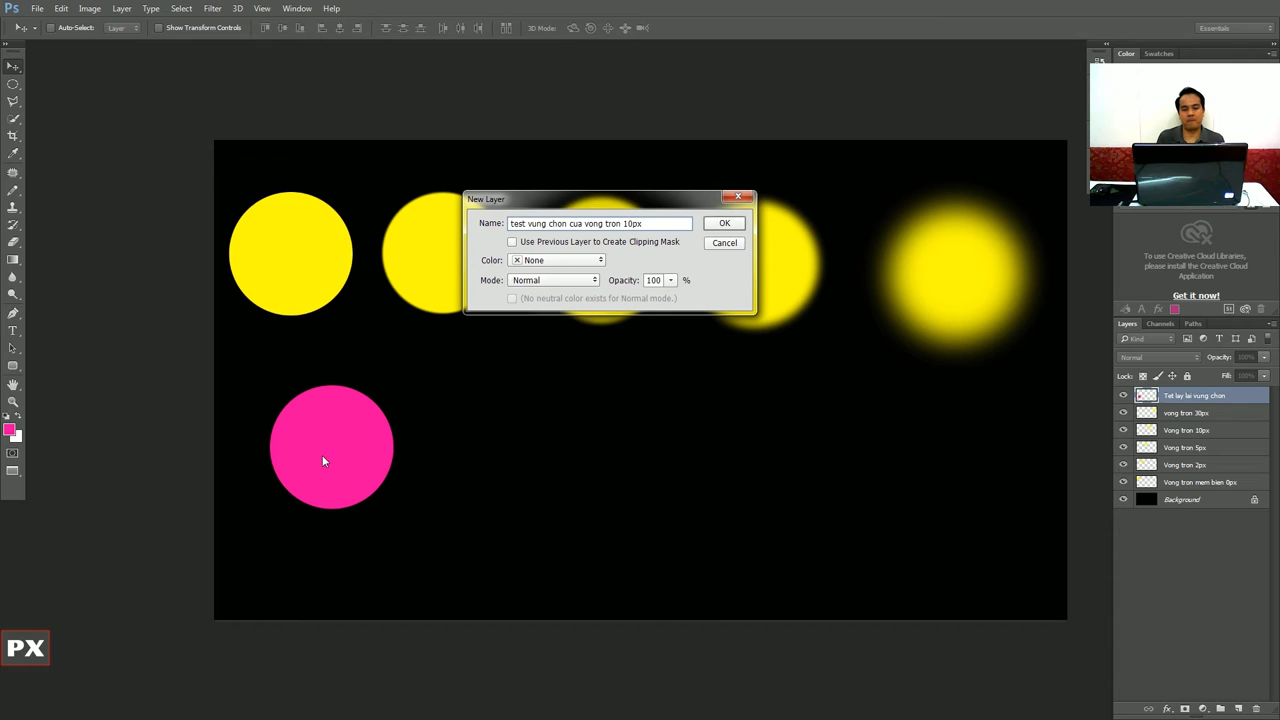 Ps File Edit Image Layer Type Select Filter 3D View Window Help
Auto-Select: Layer Show Transform Controls 3D Mode: Essentials
Color Swatches
New Layer
Name: test vung chon cua vong tron 10px OK
Use Previous Layer to Create Clipping Mask Cancel
Color: None
Mode: Normal Opacity: 100 %
(No neutral color exists for Normal mode.)
To use Creative Cloud Libraries,
please install the Creative Cloud
Application
Get it now!
Layers Channels Paths
Kind
Normal Opacity: 100%
Lock: Fill: 100%
Tet lay lai vung chon
vong tron 30px
Vong tron 10px
Vong tron 5px
Vong tron 2px
Vong tron mem bien 0px
Background
PX